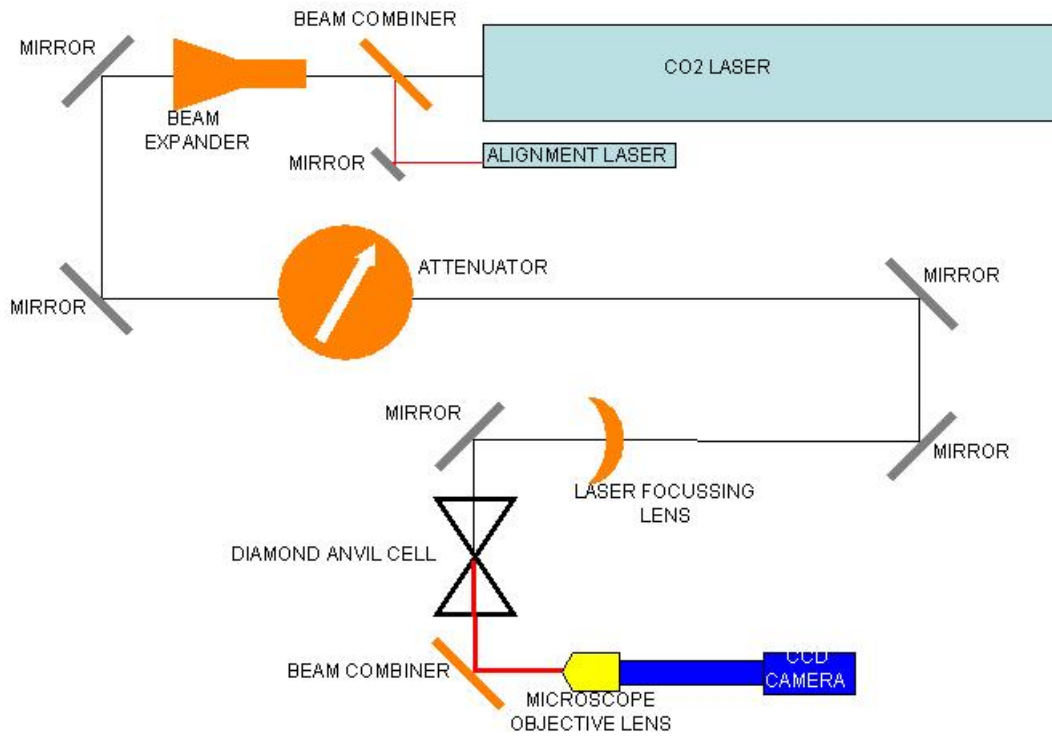 BEAM COMBINER
MIRROR
CO2 LASER
BEAM
EXPANDER
MIRROR
ALIGNMENT LASER
ATTENUATOR
MIRROR
MIRROR
MIRROR
MIRROR
LASER FOCUSSING
LENS
DIAMOND ANVIL CELL
BEAM COMBINER
CCD
CAMERA
MICROSCOPE
OBJECTIVE LENS